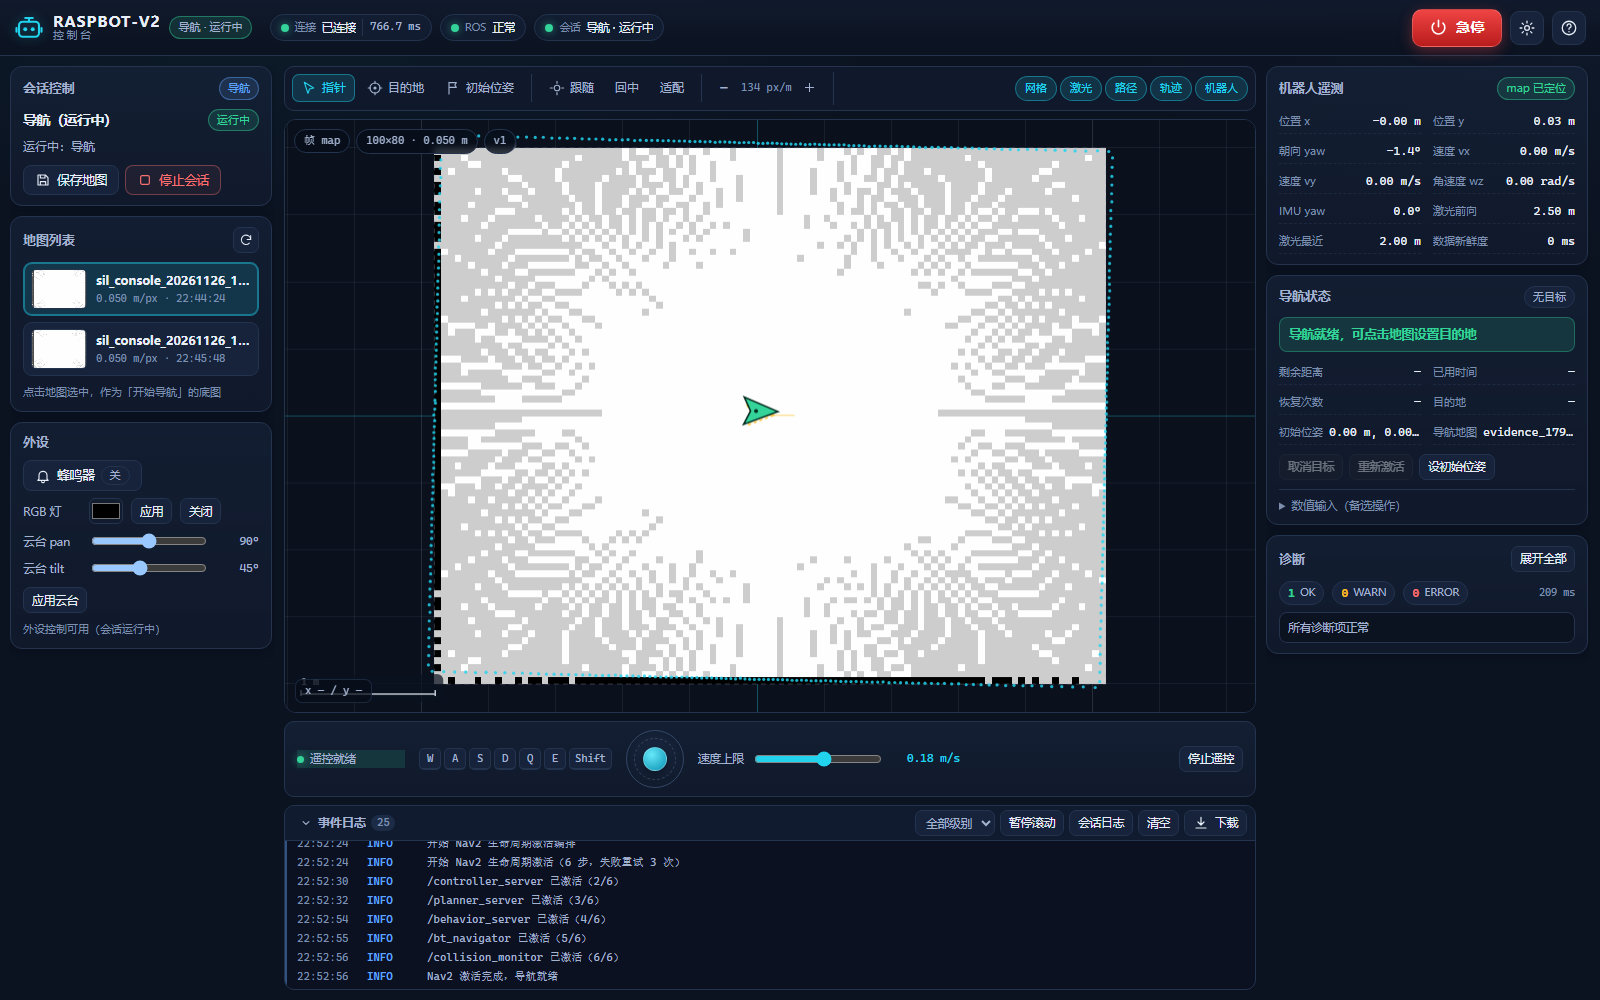 RASPBOT-V2
控制台
导航 · 运行中
连接 已连接 766.7 ms
ROS 正常
会话 导航 · 运行中
急停
会话控制 导航
导航（运行中） 运行中
运行中：导航
保存地图 停止会话
地图列表
sil_console_20261126_1...
0.050 m/px · 22:44:24
sil_console_20261126_1...
0.050 m/px · 22:45:48
点击地图选中，作为「开始导航」的底图
外设
蜂鸣器 关
RGB 灯 应用 关闭
云台 pan 90°
云台 tilt 45°
应用云台
外设控制可用（会话运行中）
指针 目的地 初始位姿 跟随 回中 适配 − 134 px/m +
网格 激光 路径 轨迹 机器人
帧 map 100×80 · 0.050 m v1
x — / y —
遥控就绪 W A S D Q E Shift 速度上限 0.18 m/s 停止遥控
事件日志 25 全部级别 暂停滚动 会话日志 清空 下载
22:52:24 INFO 开始 Nav2 生命周期激活编排
22:52:24 INFO 开始 Nav2 生命周期激活（6 步，失败重试 3 次）
22:52:30 INFO /controller_server 已激活（2/6）
22:52:32 INFO /planner_server 已激活（3/6）
22:52:54 INFO /behavior_server 已激活（4/6）
22:52:55 INFO /bt_navigator 已激活（5/6）
22:52:56 INFO /collision_monitor 已激活（6/6）
22:52:56 INFO Nav2 激活完成，导航就绪
机器人遥测 map 已定位
位置 x −0.00 m 位置 y 0.03 m
朝向 yaw −1.4° 速度 vx 0.00 m/s
速度 vy 0.00 m/s 角速度 wz 0.00 rad/s
IMU yaw 0.0° 激光前向 2.50 m
激光最近 2.00 m 数据新鲜度 0 ms
导航状态 无目标
导航就绪，可点击地图设置目的地
剩余距离 — 已用时间 —
恢复次数 — 目的地 —
初始位姿 0.00 m, 0.00… 导航地图 evidence_179…
取消目标 重新激活 设初始位姿
数值输入（备选操作）
诊断 展开全部
1 OK 0 WARN 0 ERROR 209 ms
所有诊断项正常